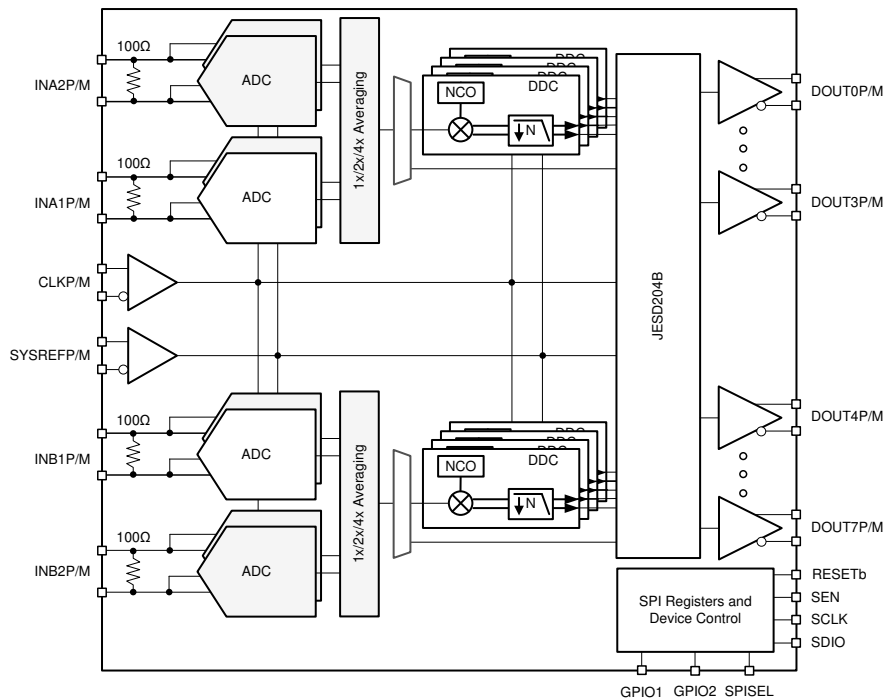 100Ω
INA2P/M
ADC
100Ω
INA1P/M
ADC
1x/2x/4x Averaging
DDC
DDC
DDC
DDC
NCO
N
CLKP/M
SYSREFP/M
JESD204B
DOUT0P/M
DOUT3P/M
DOUT4P/M
DOUT7P/M
100Ω
INB1P/M
ADC
100Ω
INB2P/M
ADC
1x/2x/4x Averaging
DDC
DDC
DDC
DDC
NCO
N
SPI Registers and
Device Control
RESETb
SEN
SCLK
SDIO
GPIO1
GPIO2
SPISEL